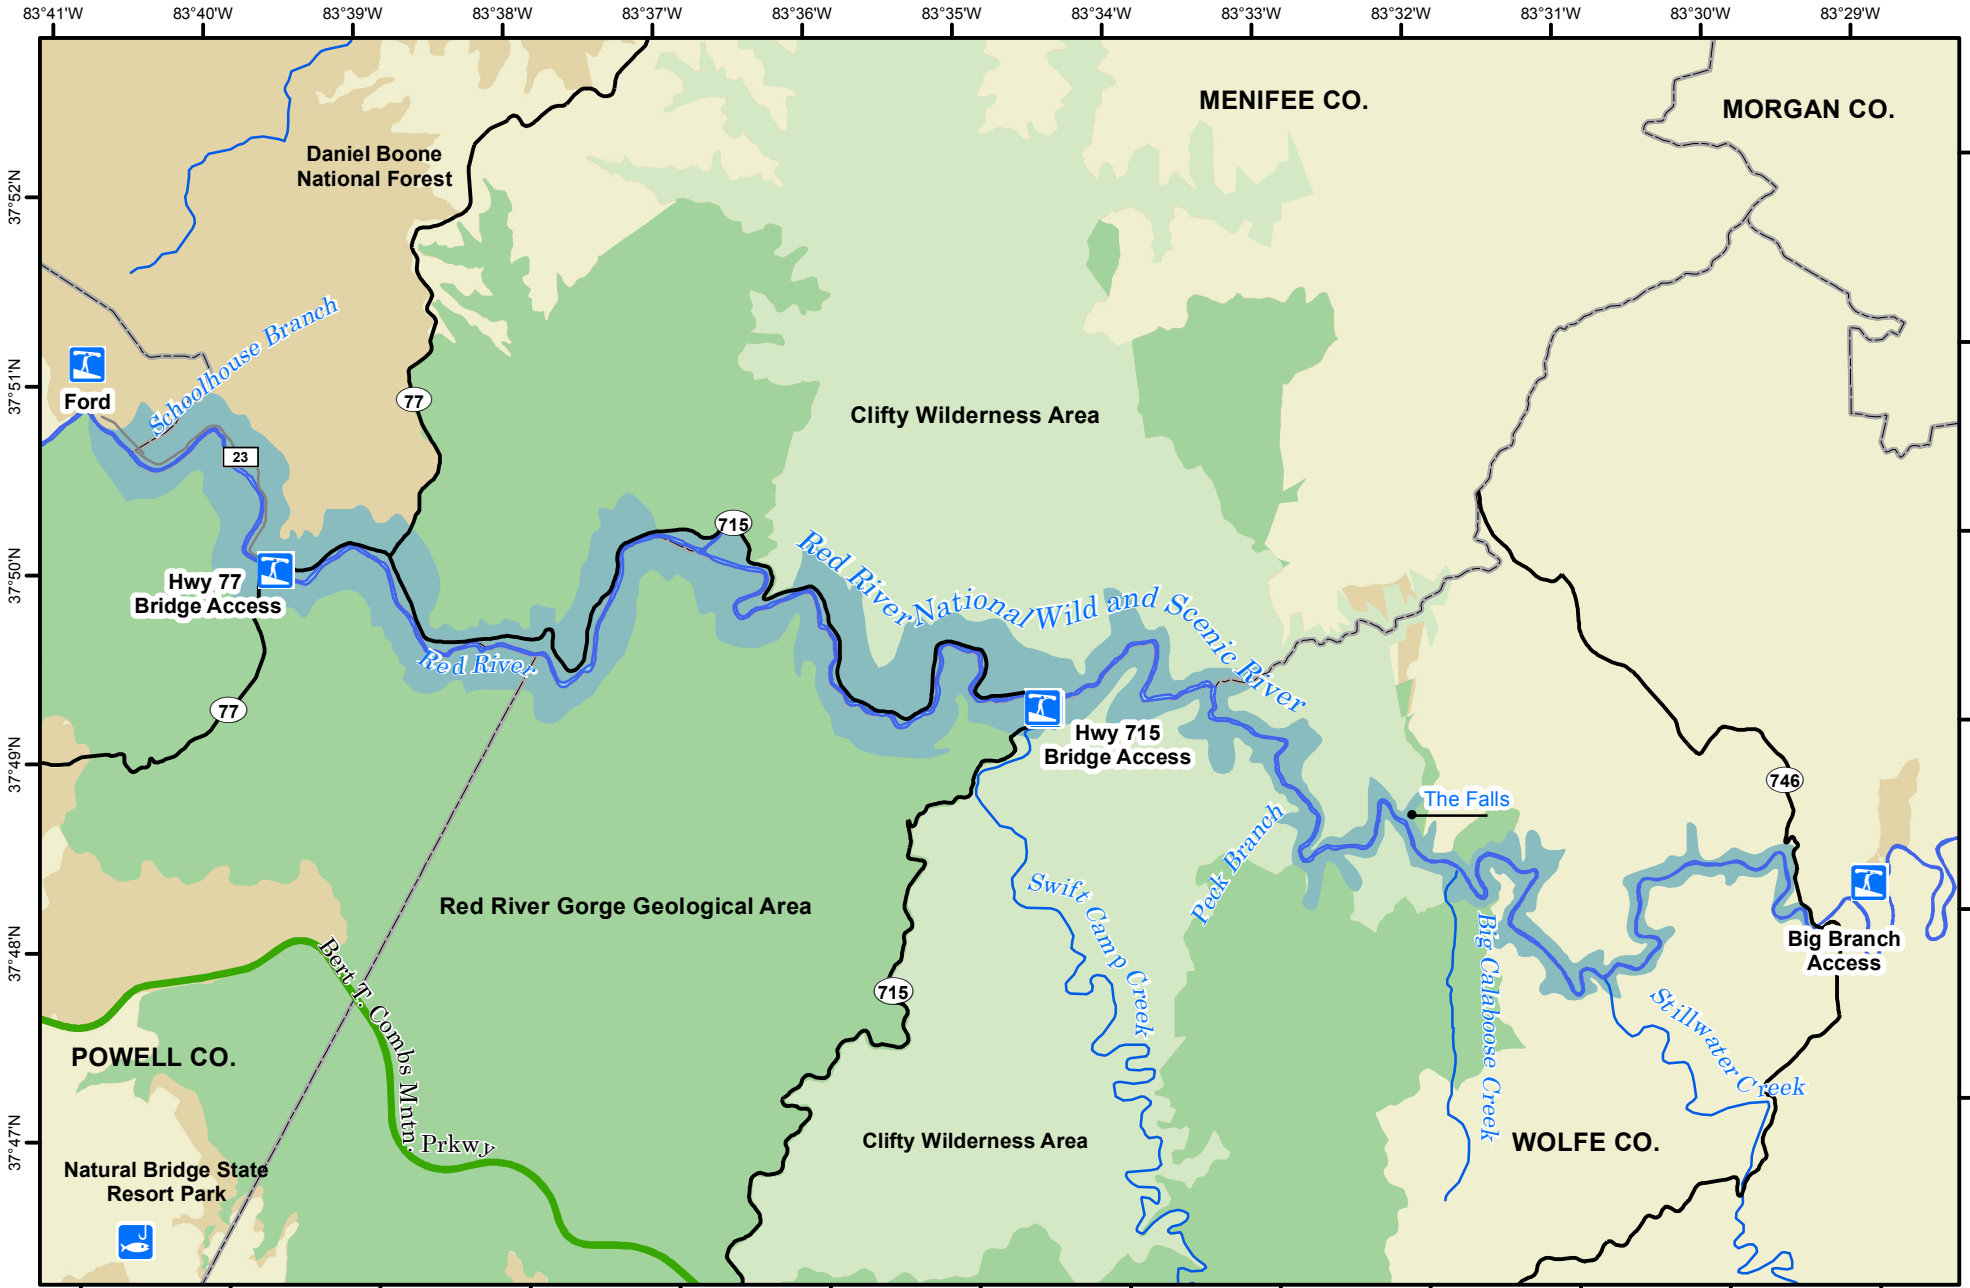 83°41'W
83°40'W
83°39'W
83°38'W
83°37'W
83°36'W
83°35'W
83°34'W
83°33'W
83°32'W
83°31'W
83°30'W
83°29'W
37°52'N
37°51'N
37°50'N
37°49'N
37°48'N
37°47'N
MENIFEE CO.
MORGAN CO.
Daniel Boone
National Forest
Schoolhouse Branch
Ford
77
Clifty Wilderness Area
23
715
Red River National Wild and Scenic River
Hwy 77
Bridge Access
Red River
77
Hwy 715
Bridge Access
746
The Falls
Peck Branch
Swift Camp Creek
Red River Gorge Geological Area
Big Calaboose Creek
Big Branch
Access
Stillwater Creek
715
Bert T. Combs Mntn. Prkwy
POWELL CO.
Clifty Wilderness Area
WOLFE CO.
Natural Bridge State
Resort Park